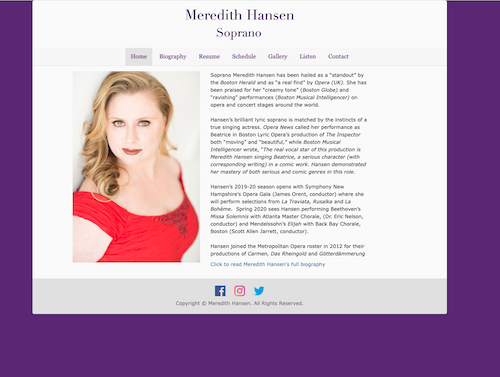 Meredith Hansen
Soprano
Home Biography Resume Schedule Gallery Listen Contact
Soprano Meredith Hansen has been hailed as a "standout" by
the Boston Herald and as "a real find" by Opera (UK). She has
been praised for her "creamy tone" (Boston Globe) and
"ravishing" performances (Boston Musical Intelligencer) on
opera and concert stages around the world.
Hansen's brilliant lyric soprano is matched by the instincts of a
true singing actress. Opera News called her performance as
Beatrice in Boston Lyric Opera's production of The Inspector
both "moving" and "beautiful," while Boston Musical
Intelligencer wrote, "The real vocal star of this production is
Meredith Hansen singing Beatrice, a serious character (with
corresponding writing) in a comic work. Hansen demonstrated
her mastery of both serious and comic genres in this role.
Hansen's 2019-20 season opens with Symphony New
Hampshire's Opera Gala (James Orent, conductor) where she
will perform selections from La Traviata, Rusalka and La
Bohéme. Spring 2020 sees Hansen performing Beethoven's
Missa Solemnis with Atlanta Master Chorale, (Dr. Eric Nelson,
conductor) and Mendelssohn's Elijah with Back Bay Chorale,
Boston (Scott Allen Jarrett, conductor).
Hansen joined the Metropolitan Opera roster in 2012 for their
productions of Carmen, Das Rheingold and Götterdämmerung
Click to read Meredith Hansen's full biography
Copyright © Meredith Hansen. All Rights Reserved.